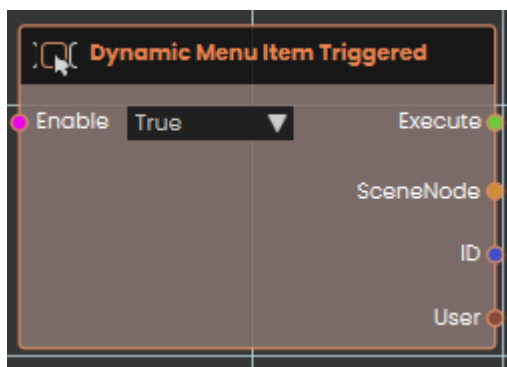 Dynamic Menu Item Triggered
Enable True Execute
SceneNode
ID
User